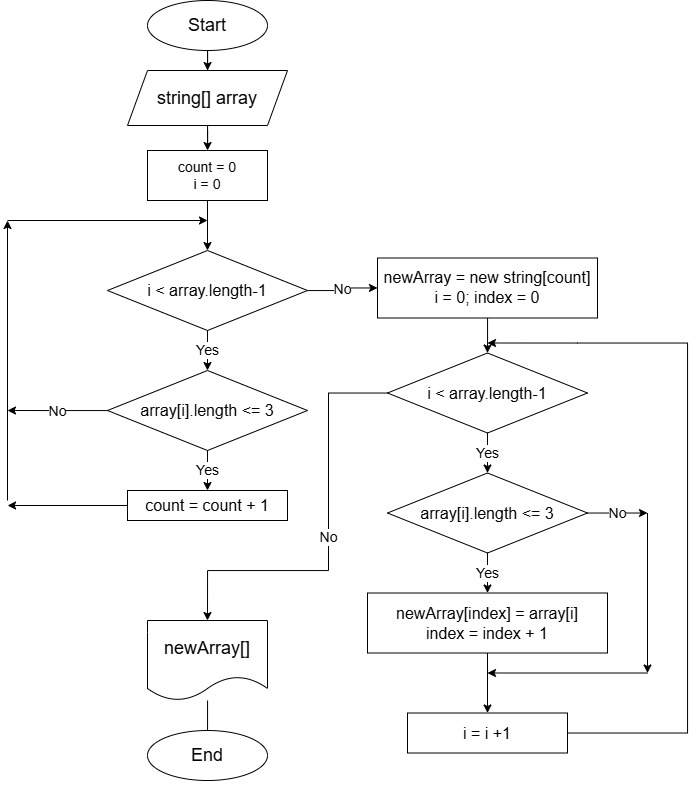 Start
string[] array
count = 0
i = 0
i < array.length-1
No
newArray = new string[count]
i = 0; index = 0
Yes
array[i].length <= 3
No
Yes
count = count + 1
i < array.length-1
Yes
array[i].length <= 3
No
No
Yes
newArray[index] = array[i]
index = index + 1
i = i +1
newArray[]
End